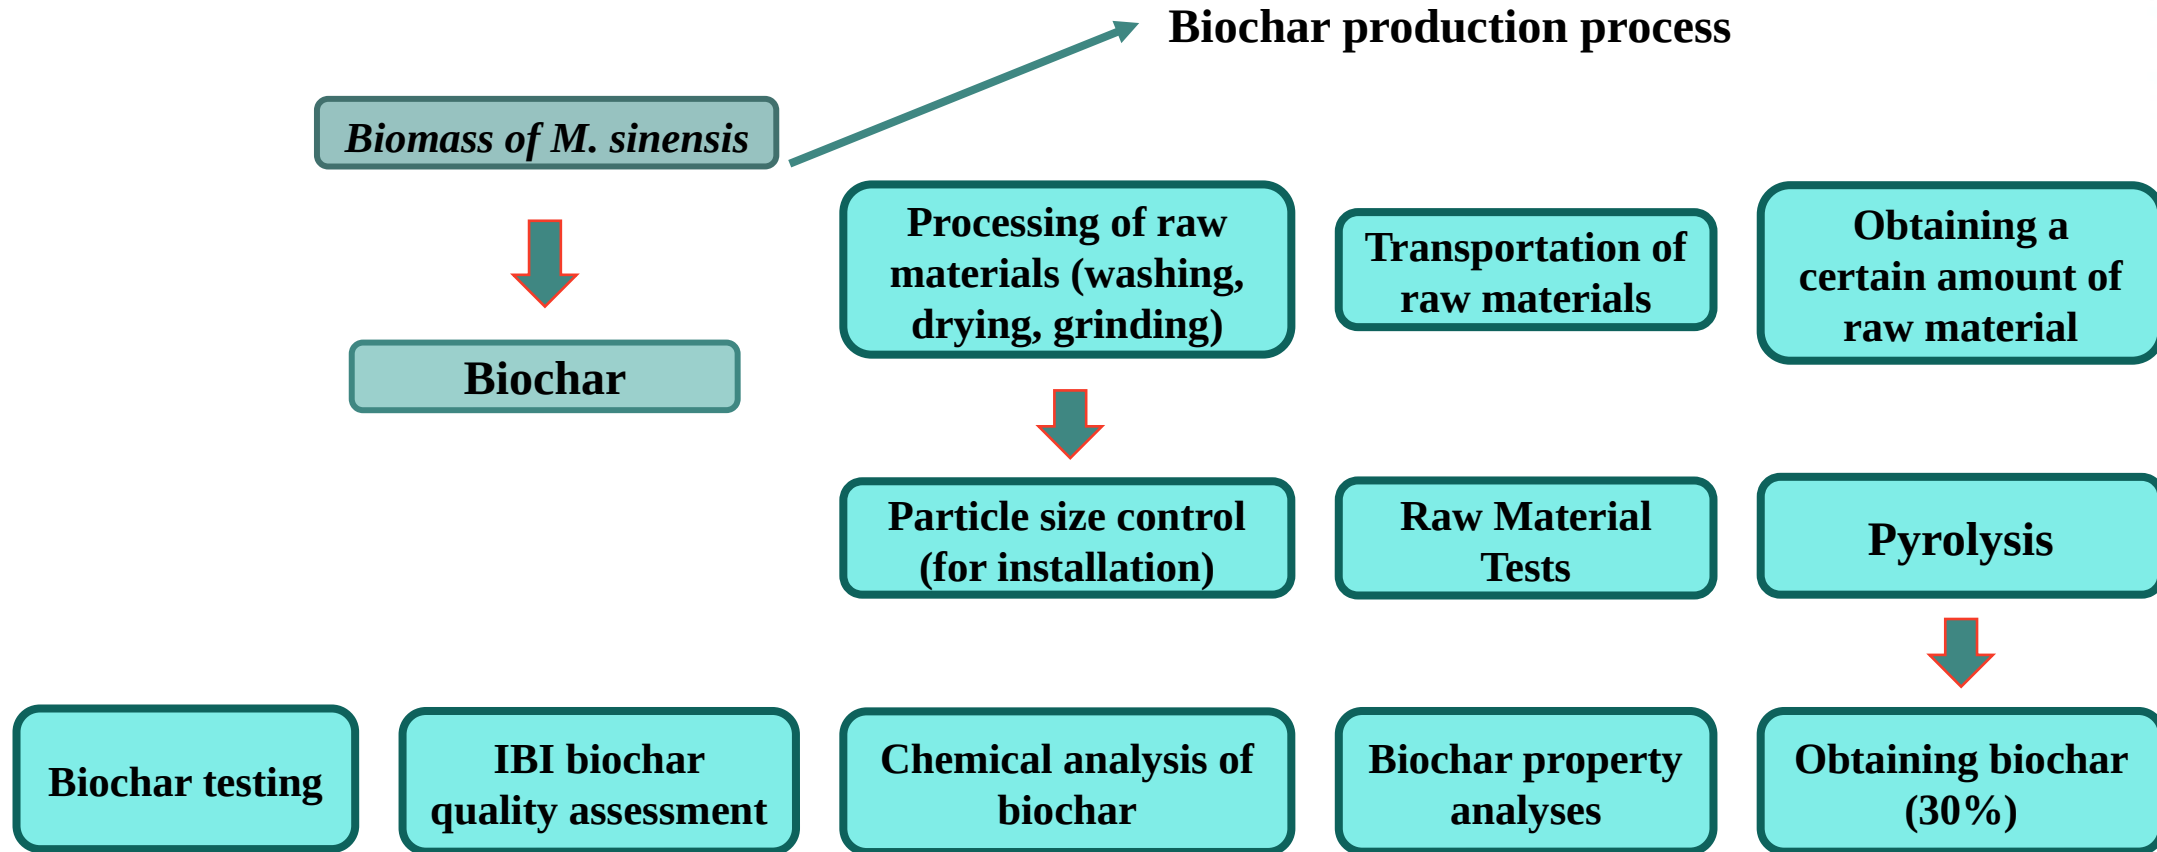 Biochar production process
Biomass of M. sinensis
Processing of raw
materials (washing,
drying, grinding)
Transportation of
raw materials
Obtaining a
certain amount of
raw material
Biochar
Particle size control
(for installation)
Raw Material
Tests
Pyrolysis
Biochar testing
IBI biochar
quality assessment
Chemical analysis of
biochar
Biochar property
analyses
Obtaining biochar
(30%)